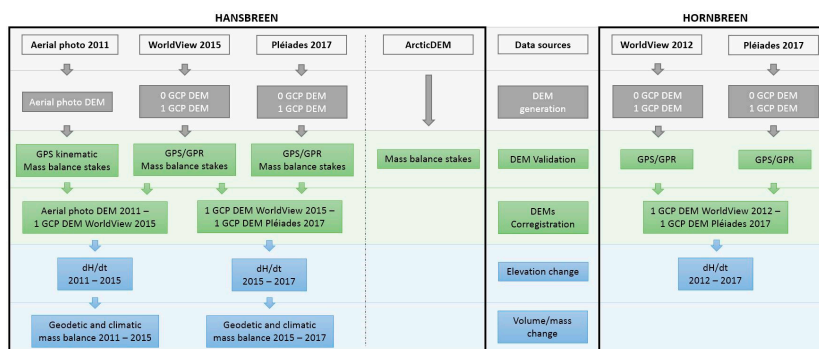 HANSBREEN
HORNBREEN
Aerial photo 2011
WorldView 2015
Pléiades 2017
ArcticDEM
Data sources
WorldView 2012
Pléiades 2017
Aerial photo DEM
0 GCP DEM
1 GCP DEM
0 GCP DEM
1 GCP DEM
DEM
generation
0 GCP DEM
1 GCP DEM
0 GCP DEM
1 GCP DEM
GPS kinematic
Mass balance stakes
GPS/GPR
Mass balance stakes
GPS/GPR
Mass balance stakes
Mass balance stakes
DEM Validation
GPS/GPR
GPS/GPR
Aerial photo DEM 2011 –
1 GCP DEM WorldView 2015
1 GCP DEM WorldView 2015 –
1 GCP DEM Pléiades 2017
DEMs
Corregistration
1 GCP DEM WorldView 2012 –
1 GCP DEM Pléiades 2017
dH/dt
2011 – 2015
dH/dt
2015 – 2017
Elevation change
dH/dt
2012 – 2017
Geodetic and climatic
mass balance 2011 – 2015
Geodetic and climatic
mass balance 2015 – 2017
Volume/mass
change